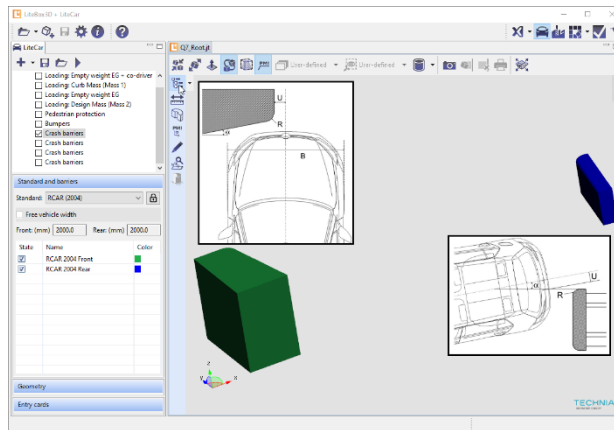 LiteBox3D + LiteCar
LiteCar
Q7_Root.jt
User-defined
User-defined
Loading: Empty weight EG + co-driver
Loading: Curb Mass (Mass 1)
Loading: Empty weight EG
Loading: Design Mass (Mass 2)
Pedestrian protection
Bumpers
Crash barriers
Crash barriers
Crash barriers
Crash barriers
Standard and barriers
Standard: RCAR (2004)
Free vehicle width
Front: (mm) 2000.0 Rear: (mm) 2000.0
State Name Color
RCAR 2004 Front
RCAR 2004 Rear
Geometry
Entry cards
U
R
α
B
α
U
R
z
y
x
TECHNIA